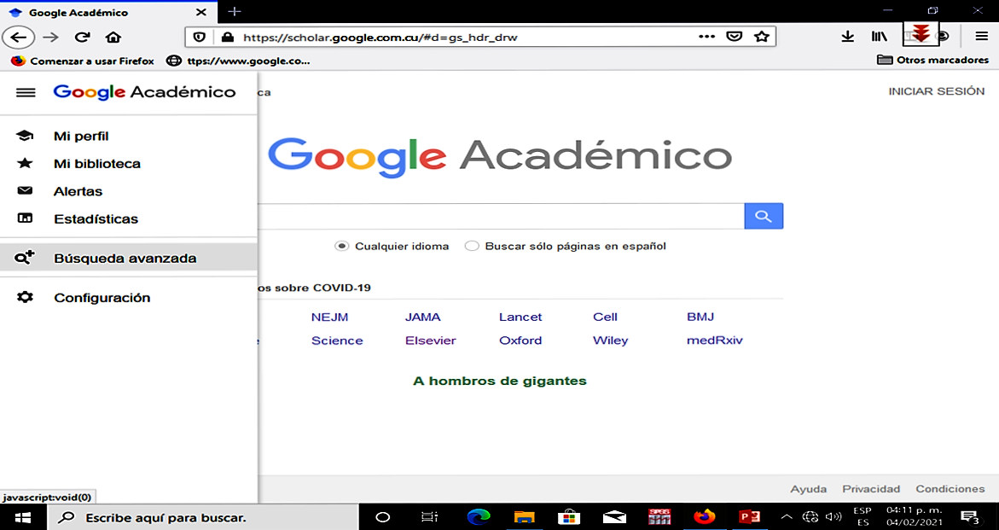 Google Académico
https://scholar.google.com.cu/#d=gs_hdr_drw
Comenzar a usar Firefox
ttps://www.google.co...
Otros marcadores
Google Académico
ca
INICIAR SESIÓN
Mi perfil
Mi biblioteca
Alertas
Estadísticas
Búsqueda avanzada
Configuración
Google Académico
Cualquier idioma
Buscar sólo páginas en español
os sobre COVID-19
NEJM JAMA Lancet Cell BMJ
Science Elsevier Oxford Wiley medRxiv
A hombros de gigantes
Ayuda Privacidad Condiciones
javascript:void(0)
Escribe aquí para buscar.
SPSS
ESP
ES
04:11 p. m.
04/02/2021
3